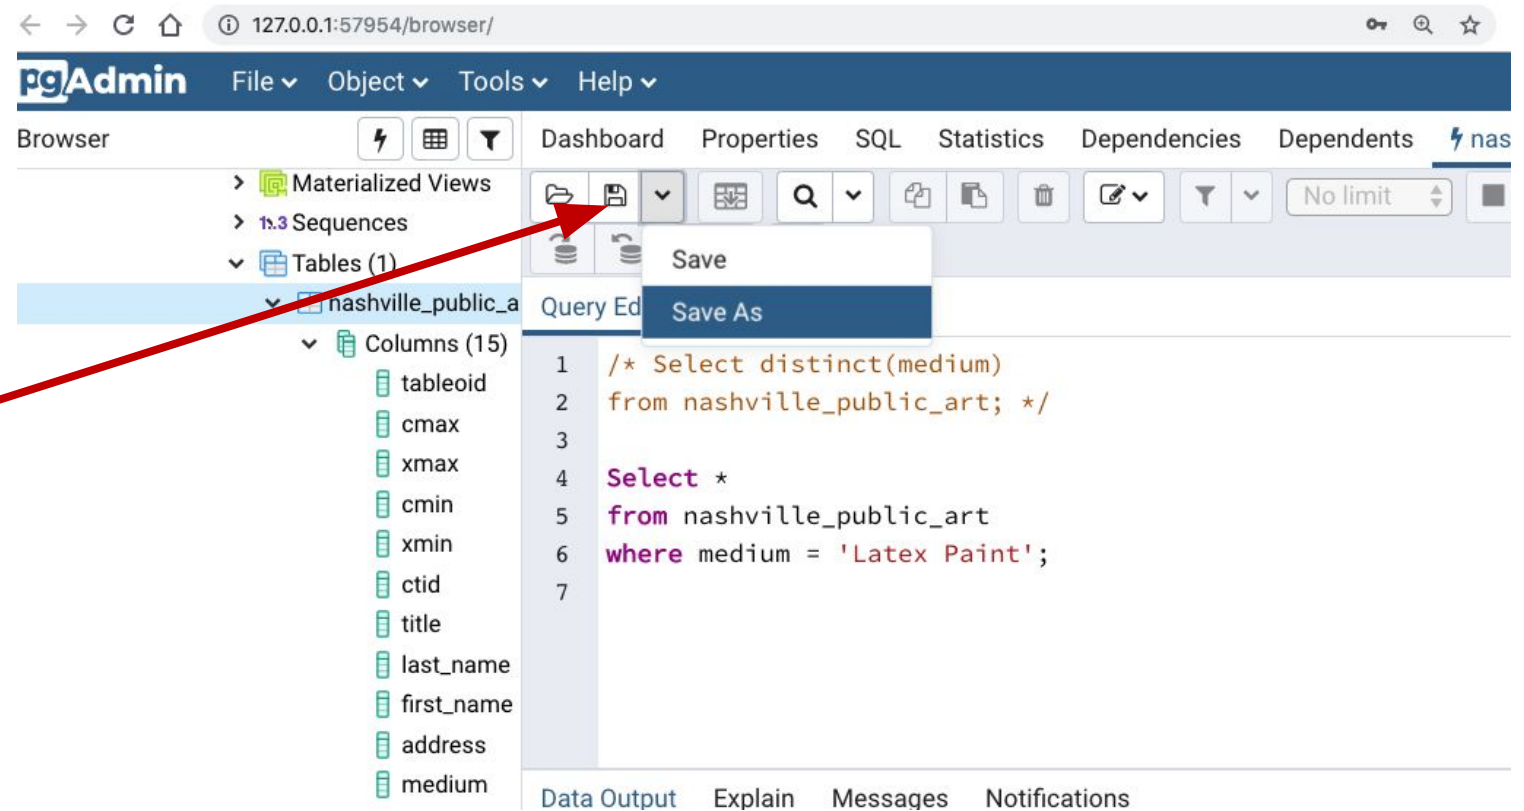 127.0.0.1:57954/browser/
pgAdmin File Object Tools Help
Browser Dashboard Properties SQL Statistics Dependencies Dependents nas
Materialized Views
No limit
1..3 Sequences
Tables (1)
Save
nashville_public_a
Query Ed
Save As
Columns (15)
tableoid
cmax
xmax
cmin
xmin
ctid
title
last_name
first_name
address
medium
1 /* Select distinct(medium)
2 from nashville_public_art; */
3
4 Select *
5 from nashville_public_art
6 where medium = 'Latex Paint';
7
Data Output Explain Messages Notifications